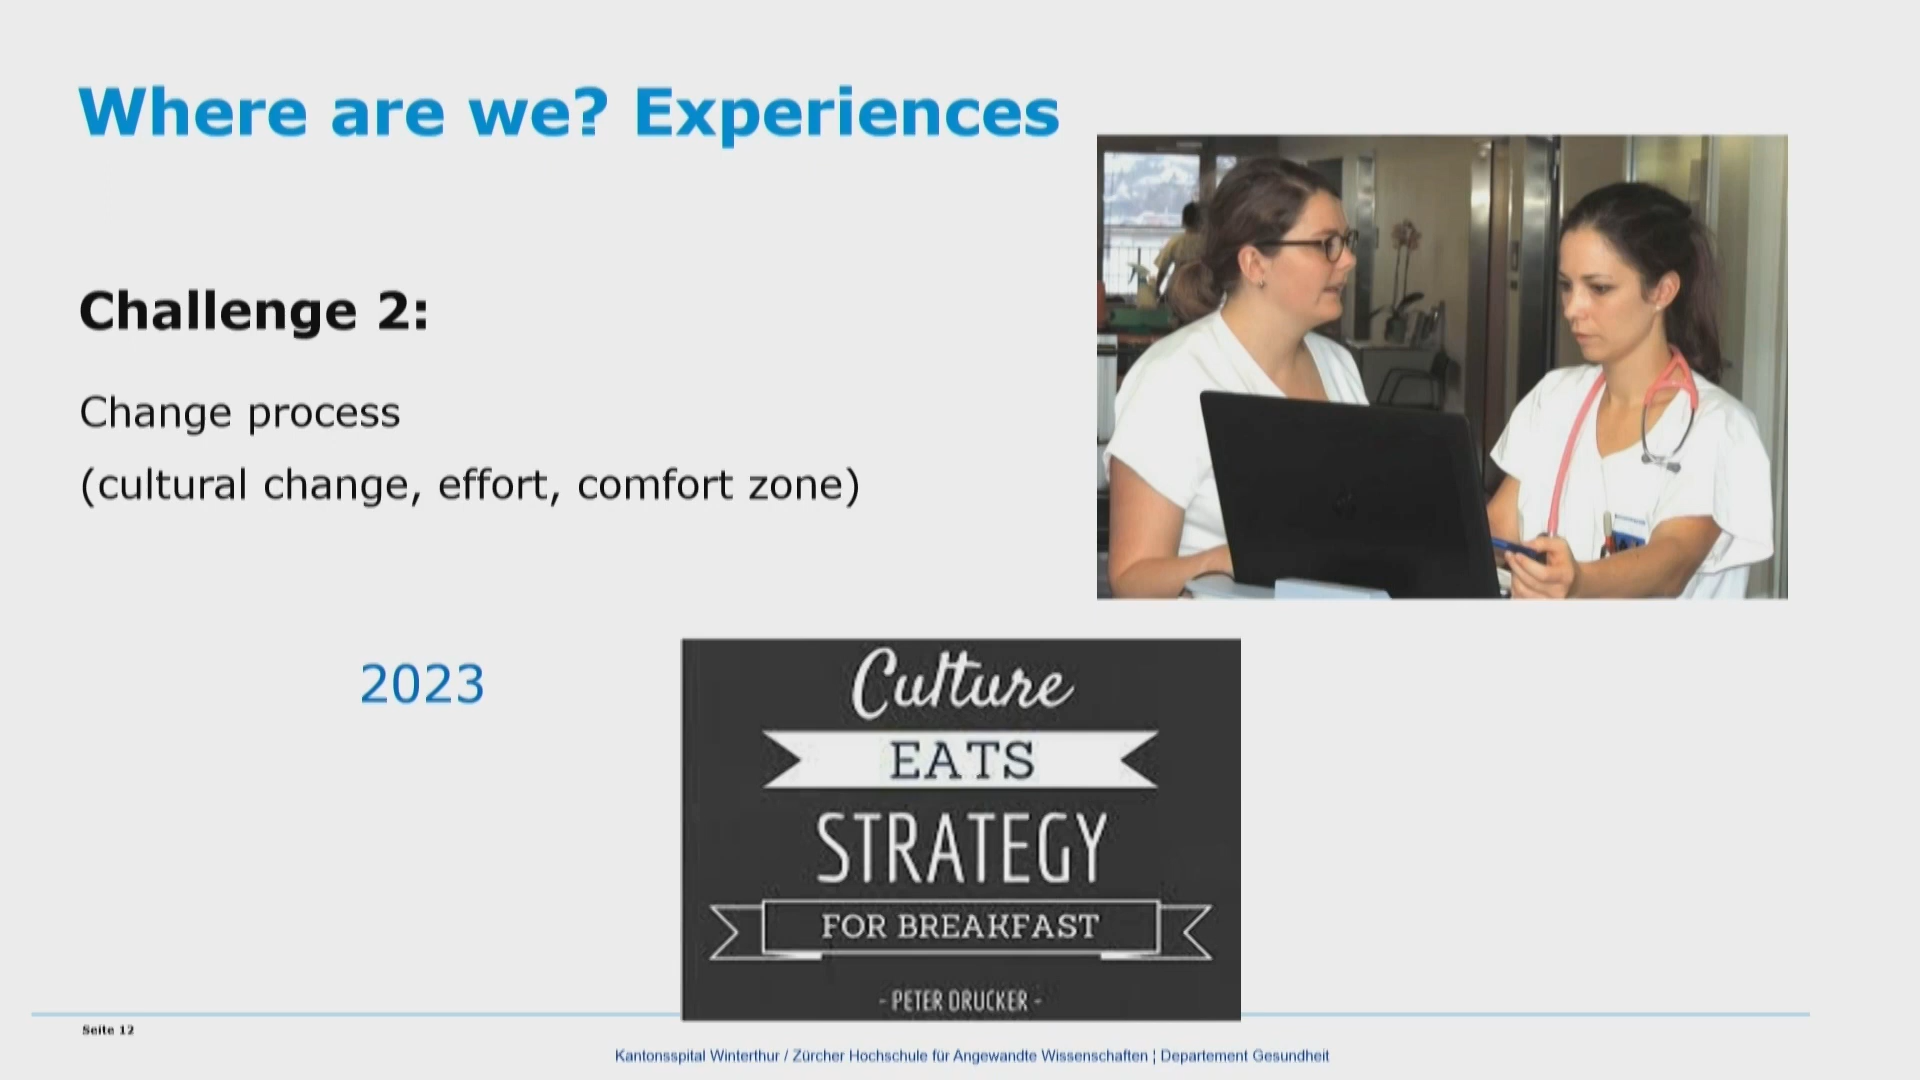 Where are we? Experiences
Challenge 2:
Change process
(cultural change, effort, comfort zone)
2023
Culture
EATS
STRATEGY
FOR BREAKFAST
- PETER DRUCKER -
Seite 12
Kantonsspital Winterthur / Zürcher Hochschule für Angewandte Wissenschaften ¦ Departement Gesundheit